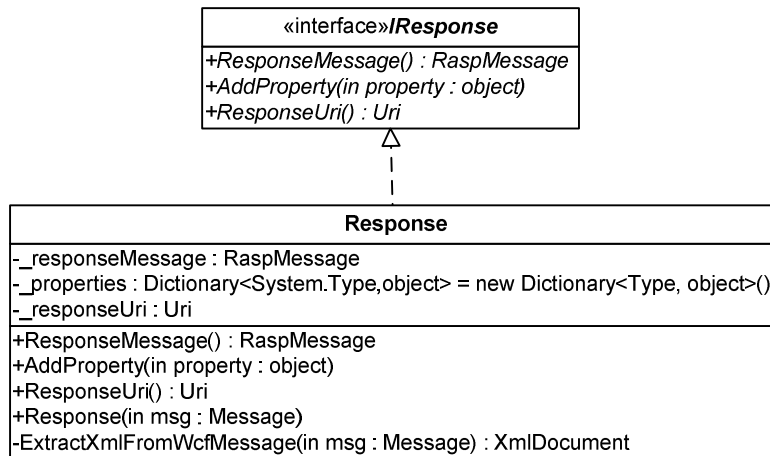 «interface»IResponse
+ResponseMessage() : RaspMessage
+AddProperty(in property : object)
+ResponseUri() : Uri
Response
-_responseMessage : RaspMessage
-_properties : Dictionary<System.Type,object> = new Dictionary<Type, object>()
-_responseUri : Uri
+ResponseMessage() : RaspMessage
+AddProperty(in property : object)
+ResponseUri() : Uri
+Response(in msg : Message)
-ExtractXmlFromWcfMessage(in msg : Message) : XmlDocument